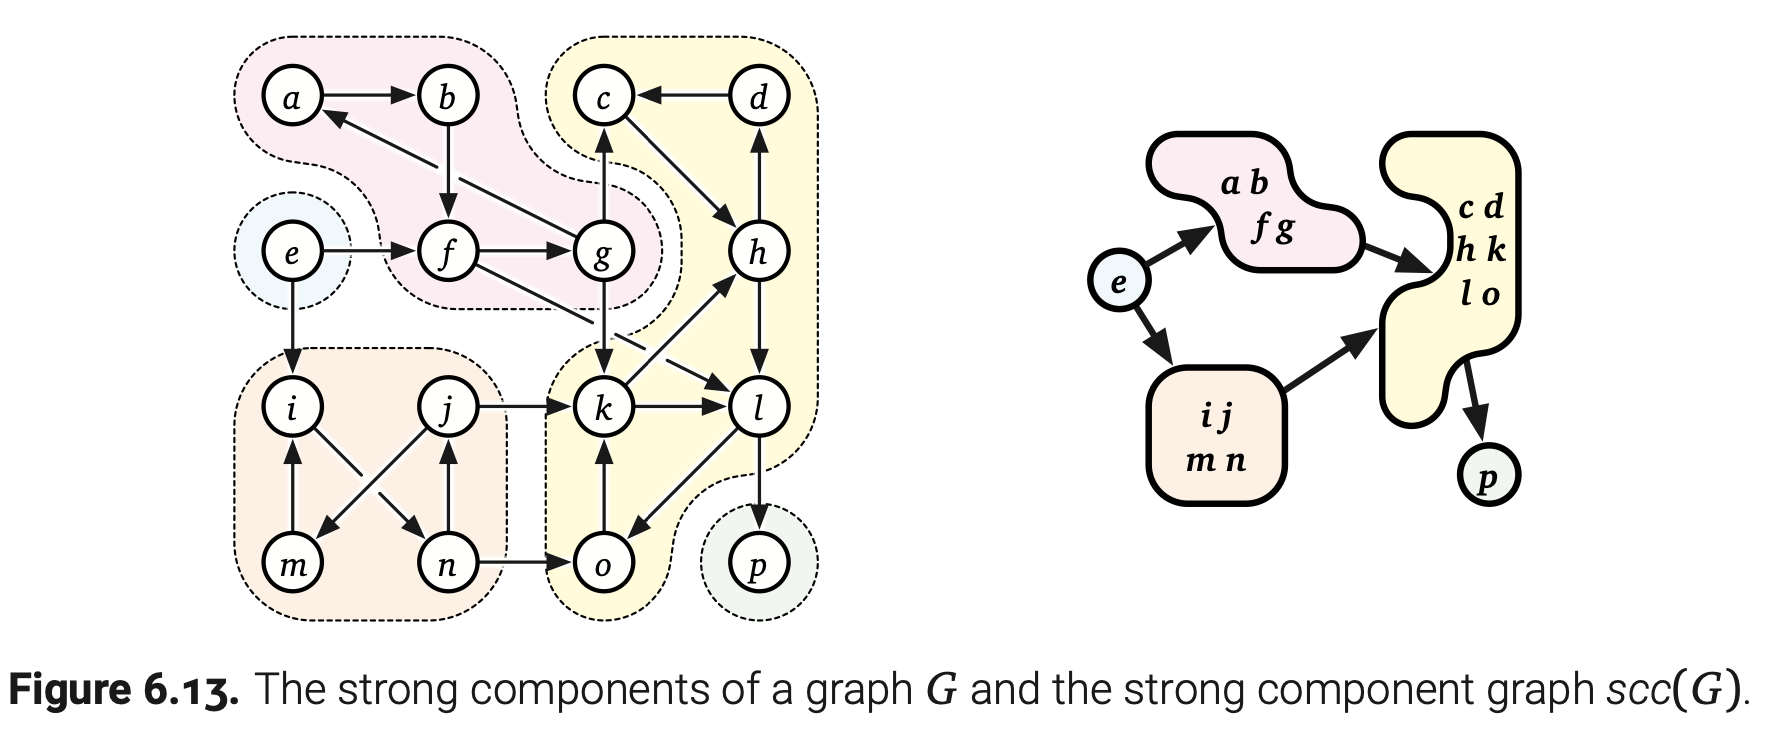 a b c d
e f g h
i j k l
m n o p
a b
f g
c d
h k
l o
e
i j
m n
p
Figure 6.13. The strong components of a graph G and the strong component graph scc(G).